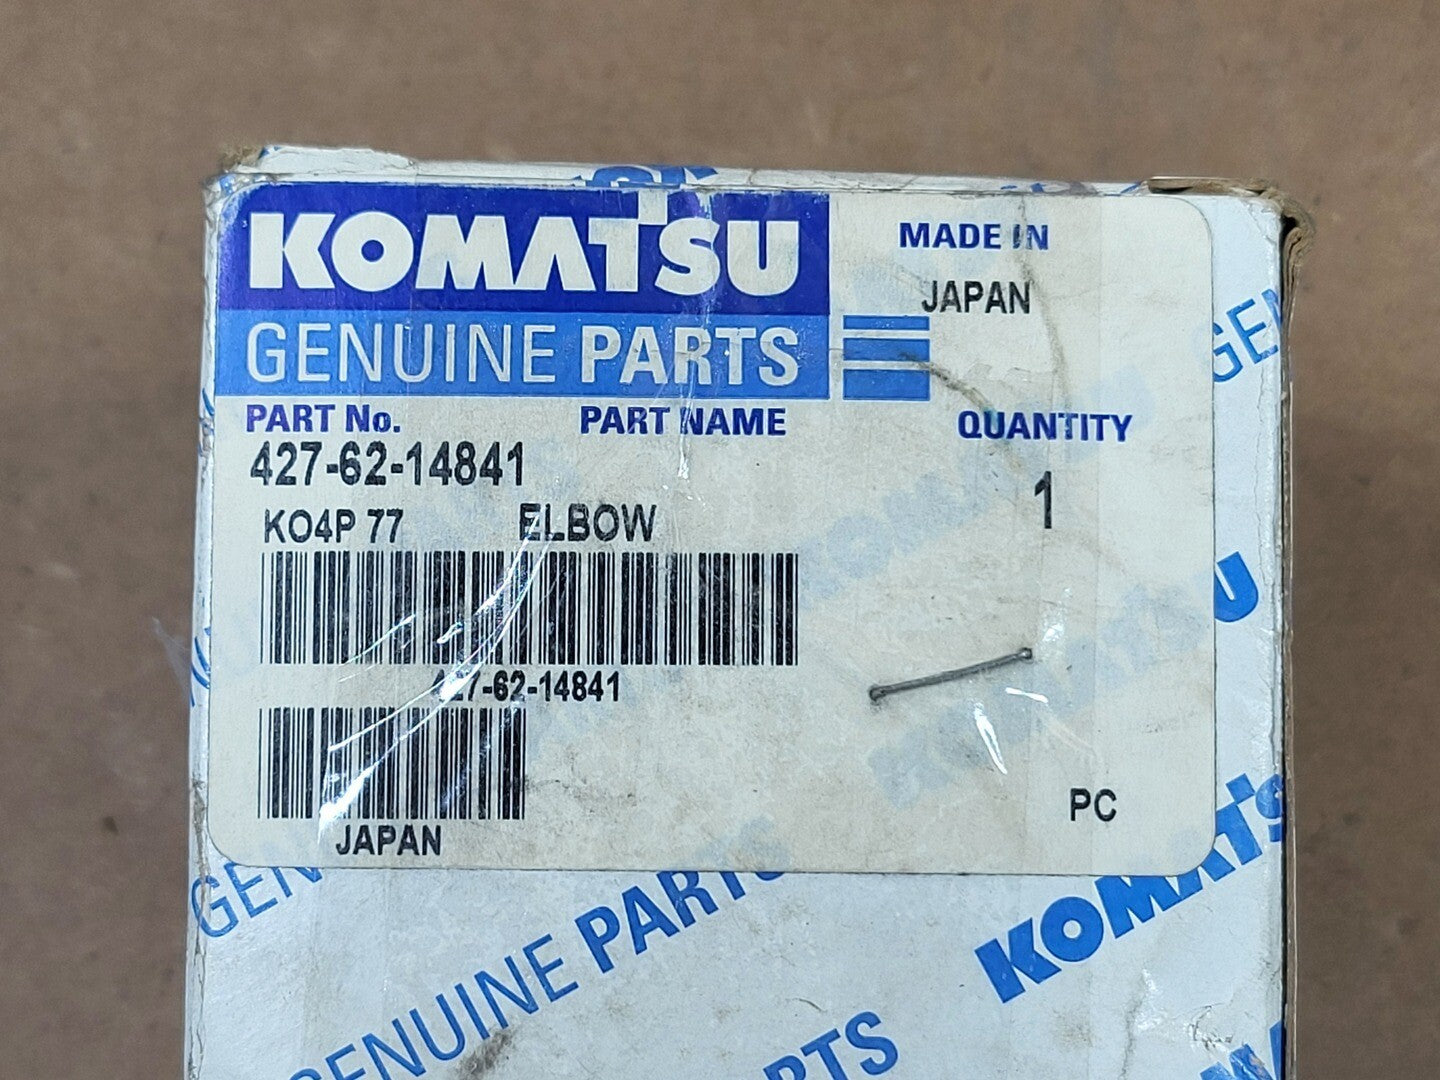 KOMATSU
GENUINE PARTS
MADE IN
JAPAN
PART No. PART NAME QUANTITY
427-62-14841
1
KO4P 77 ELBOW
427-62-14841
JAPAN
PC
GENUINE PARTS
KOMATSU